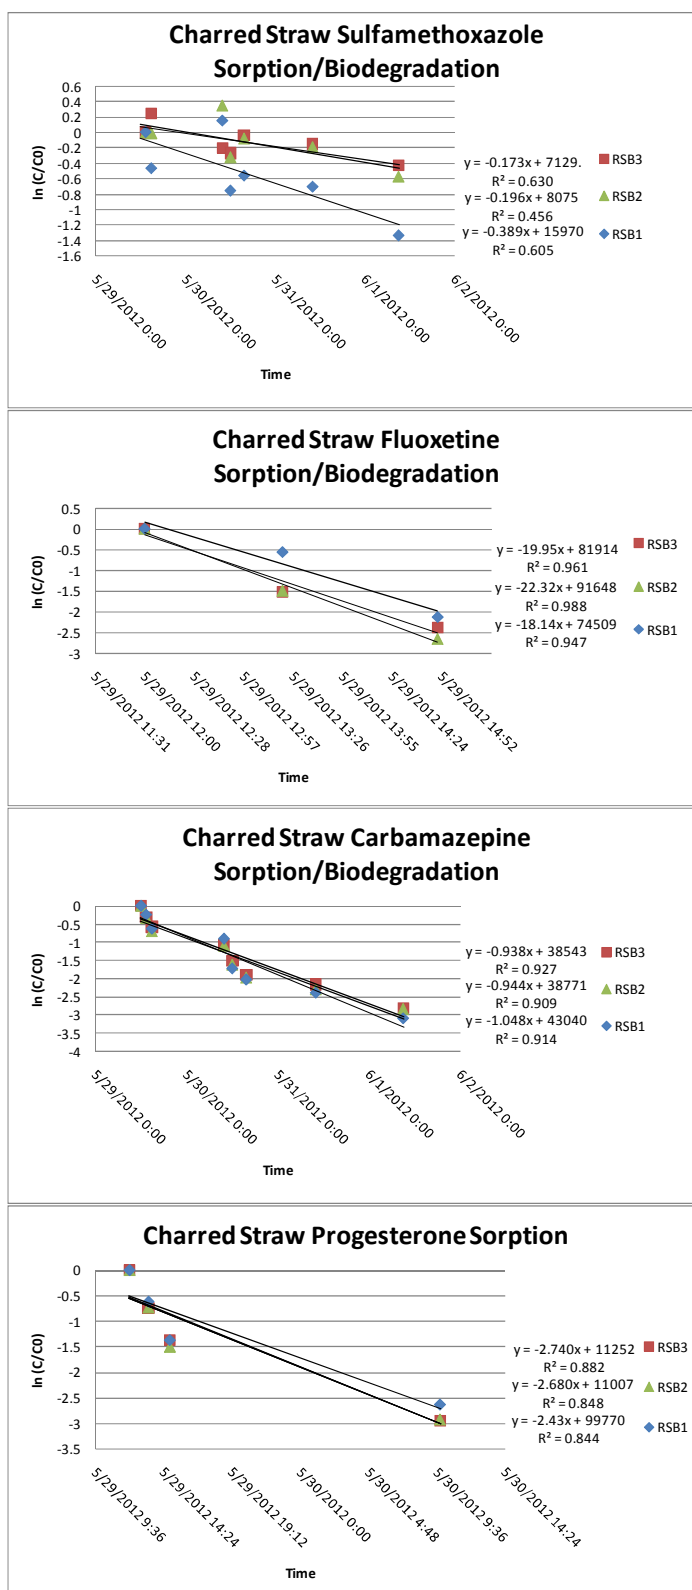 Charred Straw Sulfamethoxazole
Sorption/Biodegradation
0.6
0.4
0.2
0
-0.2
-0.4
-0.6
-0.8
-1
-1.2
-1.4
-1.6
ln (C/C0)
y = -0.173x + 7129.
R² = 0.630
y = -0.196x + 8075
R² = 0.456
y = -0.389x + 15970
R² = 0.605
RSB3
RSB2
RSB1
5/29/2012 0:00
5/30/2012 0:00
5/31/2012 0:00
6/1/2012 0:00
6/2/2012 0:00
Time
Charred Straw Fluoxetine
Sorption/Biodegradation
0.5
0
-0.5
-1
-1.5
-2
-2.5
-3
ln (C/C0)
y = -19.95x + 81914
R² = 0.961
y = -22.32x + 91648
R² = 0.988
y = -18.14x + 74509
R² = 0.947
RSB3
RSB2
RSB1
5/29/2012 11:31
5/29/2012 12:00
5/29/2012 12:28
5/29/2012 12:57
5/29/2012 13:26
5/29/2012 13:55
5/29/2012 14:24
5/29/2012 14:52
Time
Charred Straw Carbamazepine
Sorption/Biodegradation
0
-0.5
-1
-1.5
-2
-2.5
-3
-3.5
-4
ln (C/C0)
y = -0.938x + 38543
R² = 0.927
y = -0.944x + 38771
R² = 0.909
y = -1.048x + 43040
R² = 0.914
RSB3
RSB2
RSB1
5/29/2012 0:00
5/30/2012 0:00
5/31/2012 0:00
6/1/2012 0:00
6/2/2012 0:00
Time
Charred Straw Progesterone Sorption
0
-0.5
-1
-1.5
-2
-2.5
-3
-3.5
ln (C/C0)
y = -2.740x + 11252
R² = 0.882
y = -2.680x + 11007
R² = 0.848
y = -2.43x + 99770
R² = 0.844
RSB3
RSB2
RSB1
5/29/2012 9:36
5/29/2012 14:24
5/29/2012 19:12
5/30/2012 0:00
5/30/2012 4:48
5/30/2012 9:36
5/30/2012 14:24
Time